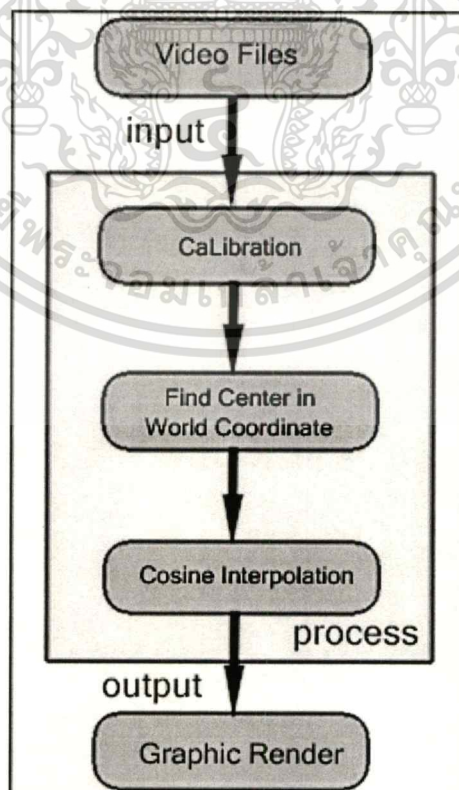 Video Files
input
CaLibration
Find Center in
World Coordinate
Cosine Interpolation
process
output
Graphic Render